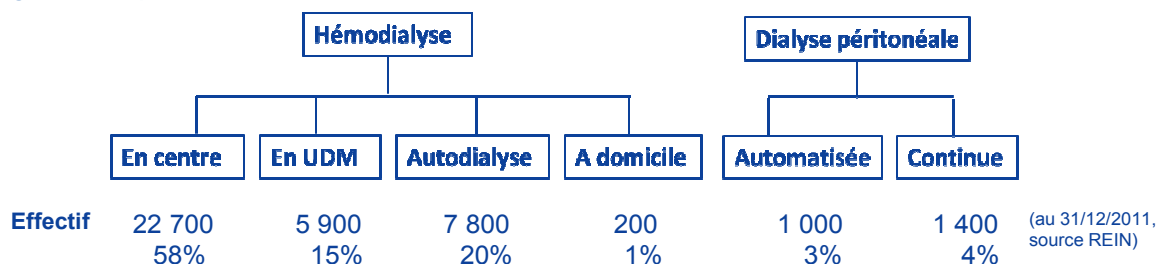 Hémodialyse
Dialyse péritonéale
En centre
En UDM
Autodialyse
A domicile
Automatisée
Continue
Effectif 22 700 5 900 7 800 200 1 000 1 400 (au 31/12/2011,
source REIN)
58% 15% 20% 1% 3% 4%